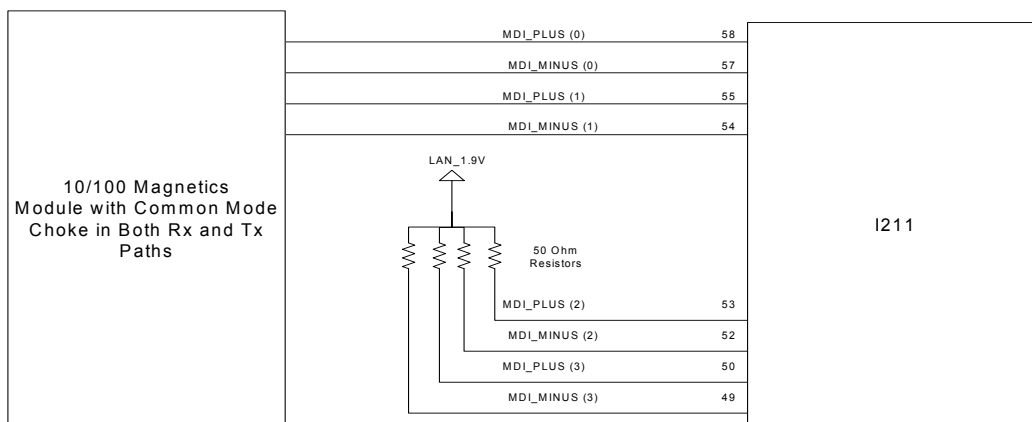 MDI_PLUS (0) 58
MDI_MINUS (0) 57
MDI_PLUS (1) 55
MDI_MINUS (1) 54
LAN_1.9V
10/100 Magnetics
Module with Common Mode
Choke in Both Rx and Tx
Paths
I211
50 Ohm
Resistors
MDI_PLUS (2) 53
MDI_MINUS (2) 52
MDI_PLUS (3) 50
MDI_MINUS (3) 49